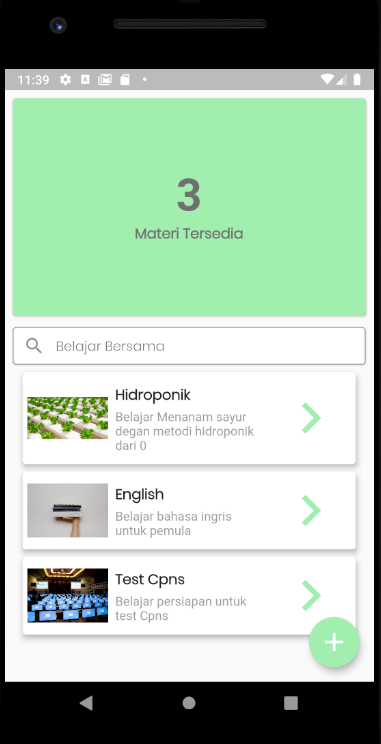 11:39
3
Materi Tersedia
Belajar Bersama
Hidroponik
Belajar Menanam sayur
degan metodi hidroponik
dari 0
English
Belajar bahasa ingris
untuk pemula
Test Cpns
Belajar persiapan untuk
test Cpns